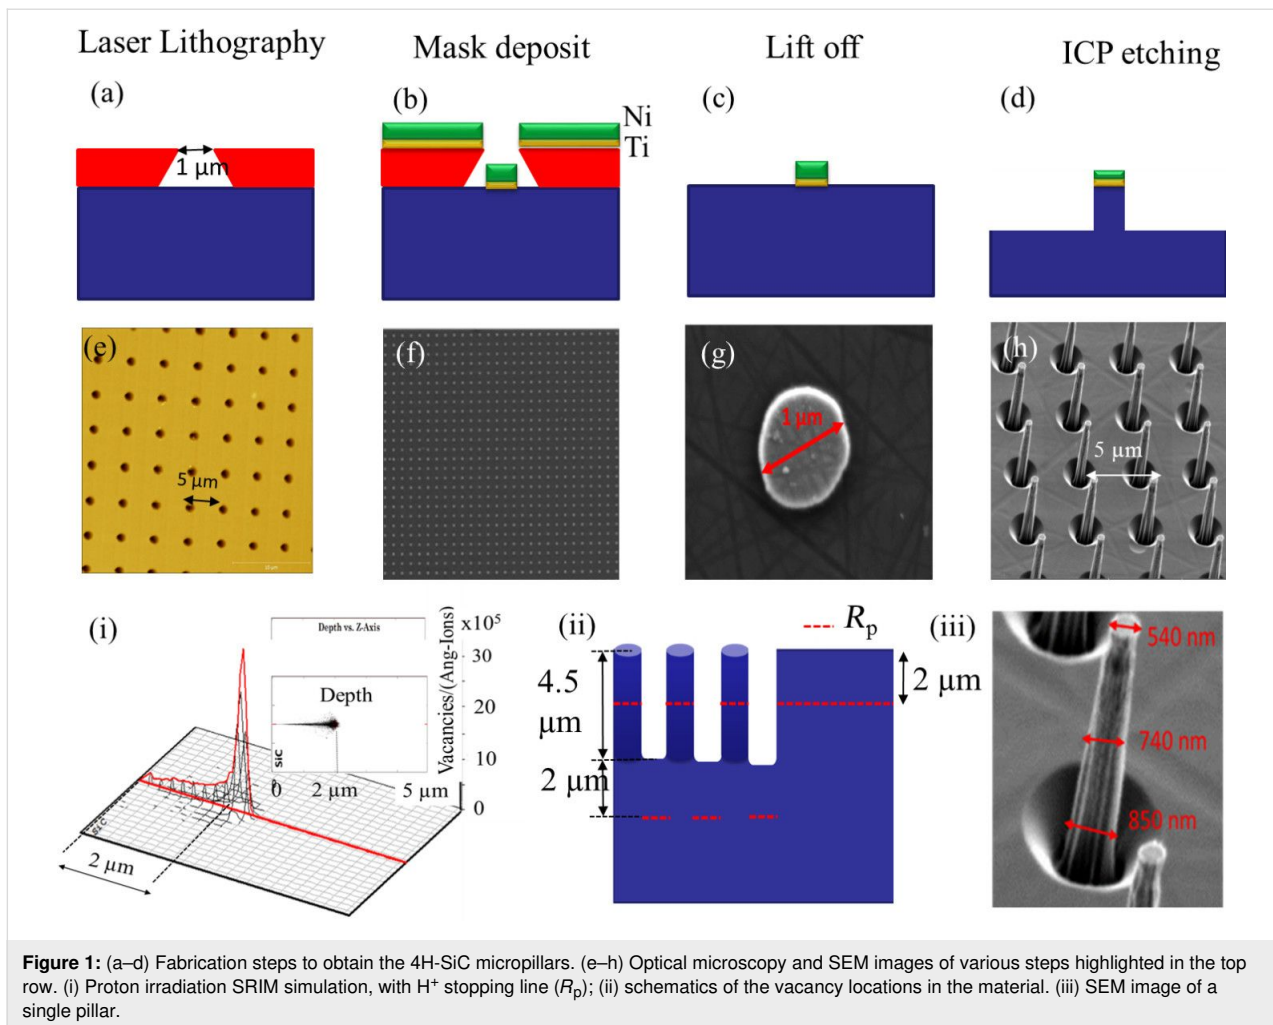 Laser Lithography
Mask deposit
Lift off
ICP etching
(a)
(b)
(c)
(d)
Ni
Ti
1 μm
(e)
(f)
(g)
(h)
5 μm
1 μm
5 μm
(i)
Depth vs. Z-Axis
Depth
SiC
0
2 μm
5 μm
Vacancies/(Ang-Ions)
x10⁵
30
20
10
0
SiC
2 μm
(ii)
Rₚ
4.5
μm
2 μm
2 μm
(iii)
540 nm
740 nm
850 nm
Figure 1: (a–d) Fabrication steps to obtain the 4H-SiC micropillars. (e–h) Optical microscopy and SEM images of various steps highlighted in the top
row. (i) Proton irradiation SRIM simulation, with H⁺ stopping line (Rₚ); (ii) schematics of the vacancy locations in the material. (iii) SEM image of a
single pillar.